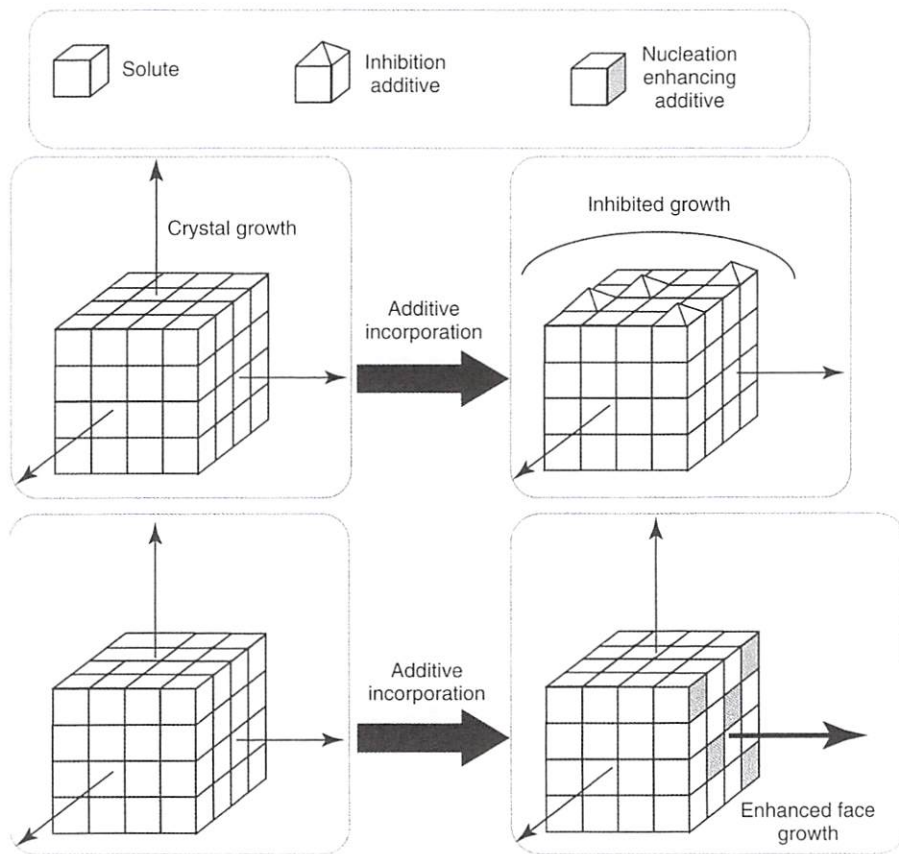 Solute
Inhibition
additive
Nucleation
enhancing
additive
Crystal growth
Additive
incorporation
Inhibited growth
Additive
incorporation
Enhanced face
growth